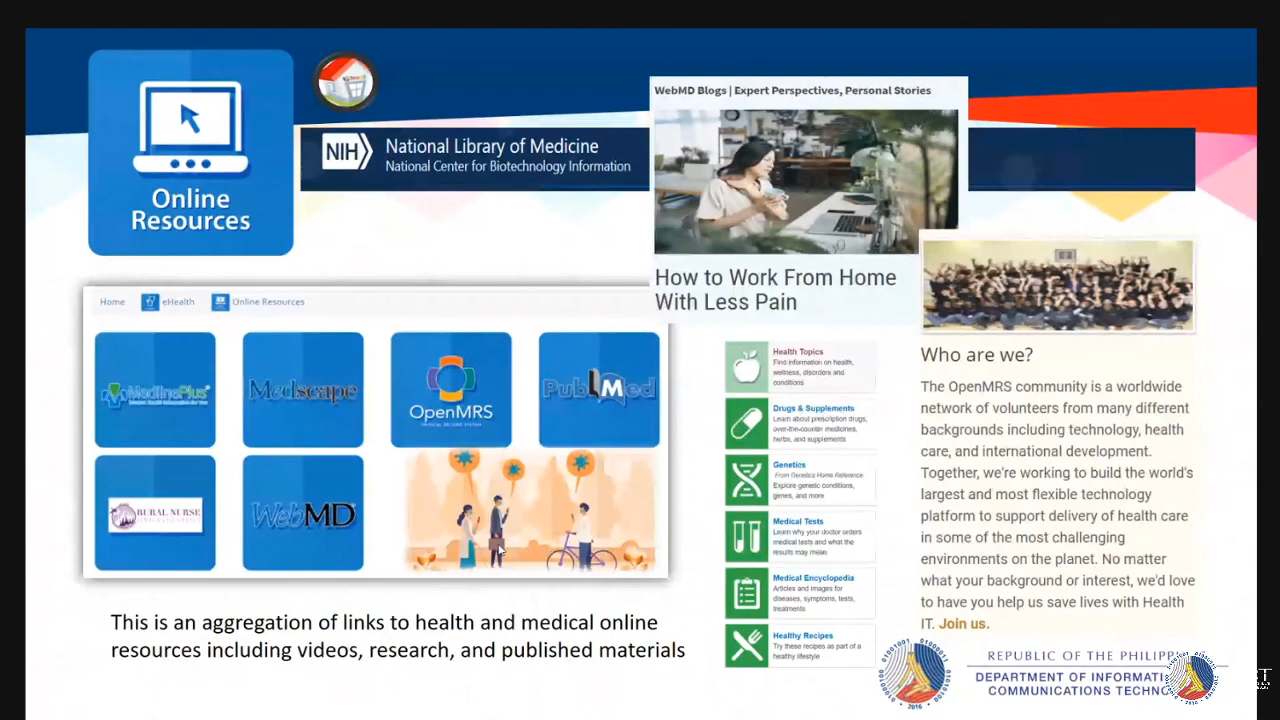 Online
Resources
NIH
National Library of Medicine
National Center for Biotechnology Information
WebMD Blogs | Expert Perspectives, Personal Stories
How to Work From Home
With Less Pain
Home
eHealth
Online Resources
MedlinePlus
Medscape
OpenMRS
MEDICAL RECORD SYSTEM
PubMed
RURAL NURSE
WebMD
This is an aggregation of links to health and medical online
resources including videos, research, and published materials
Health Topics
Find information on health,
wellness, disorders and
conditions
Drugs & Supplements
Learn about prescription drugs,
over-the-counter medicines,
herbs, and supplements
Genetics
From Genetics Home Reference
Explore genetic conditions,
genes, and more
Medical Tests
Learn why your doctor orders
medical tests and what the
results may mean
Medical Encyclopedia
Articles and images for
diseases, symptoms, tests,
treatments
Healthy Recipes
Try these recipes as part of a
healthy lifestyle
Who are we?
The OpenMRS community is a worldwide
network of volunteers from many different
backgrounds including technology, health
care, and international development.
Together, we're working to build the world's
largest and most flexible technology
platform to support delivery of health care
in some of the most challenging
environments on the planet. No matter
what your background or interest, we'd love
to have you help us save lives with Health
IT. Join us.
REPUBLIC OF THE PHILIPP
DEPARTMENT OF INFORMATI
COMMUNICATIONS TECHNO
2016